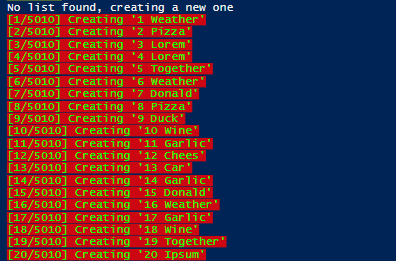 No list found, creating a new one
[1/5010] Creating '1 Weather'
[2/5010] Creating '2 Pizza'
[3/5010] Creating '3 Lorem'
[4/5010] Creating '4 Lorem'
[5/5010] Creating '5 Together'
[6/5010] Creating '6 Weather'
[7/5010] Creating '7 Donald'
[8/5010] Creating '8 Pizza'
[9/5010] Creating '9 Duck'
[10/5010] Creating '10 Wine'
[11/5010] Creating '11 Garlic'
[12/5010] Creating '12 Chees'
[13/5010] Creating '13 Car'
[14/5010] Creating '14 Garlic'
[15/5010] Creating '15 Donald'
[16/5010] Creating '16 Weather'
[17/5010] Creating '17 Garlic'
[18/5010] Creating '18 Wine'
[19/5010] Creating '19 Together'
[20/5010] Creating '20 Ipsum'